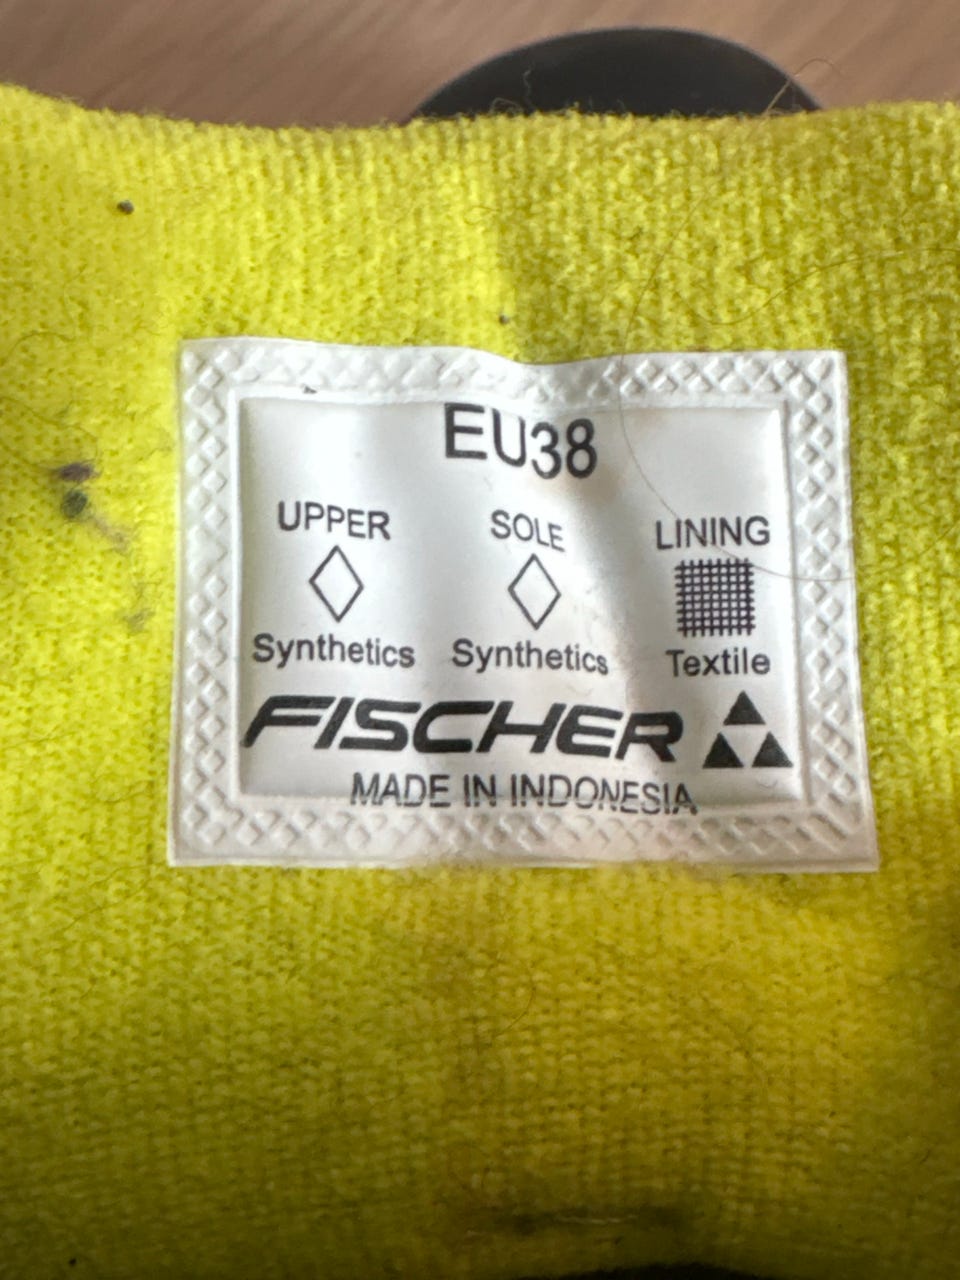 EU38
UPPER SOLE LINING
Synthetics Synthetics Textile
FISCHER
MADE IN INDONESIA